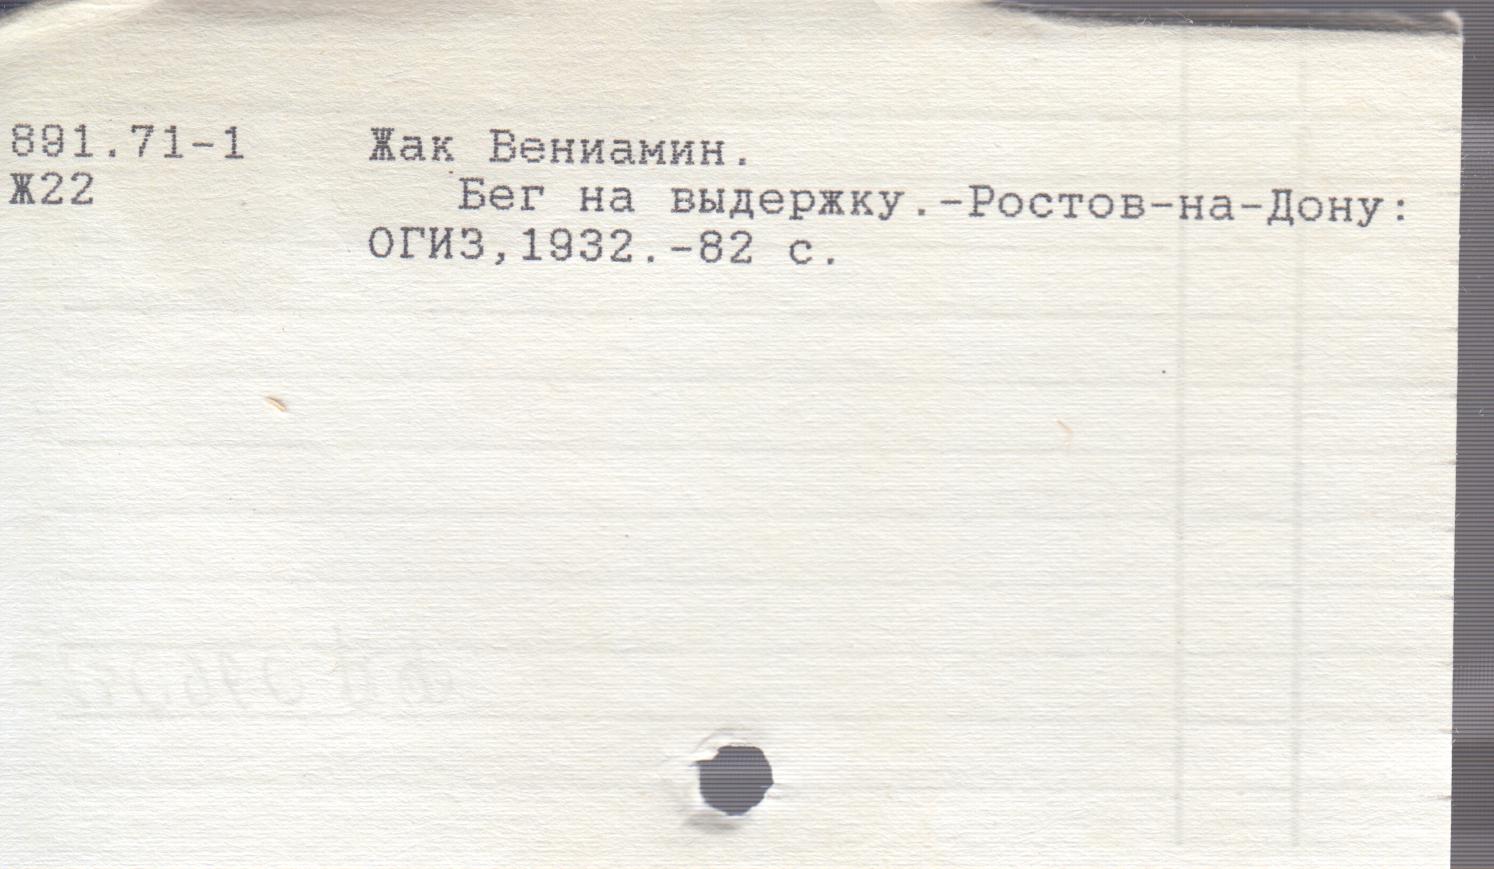 891.71-1 Жак Вениамин.
Ж22 Бег на выдержку.-Ростов-на-Дону:
ОГИЗ,1932.-82 с.